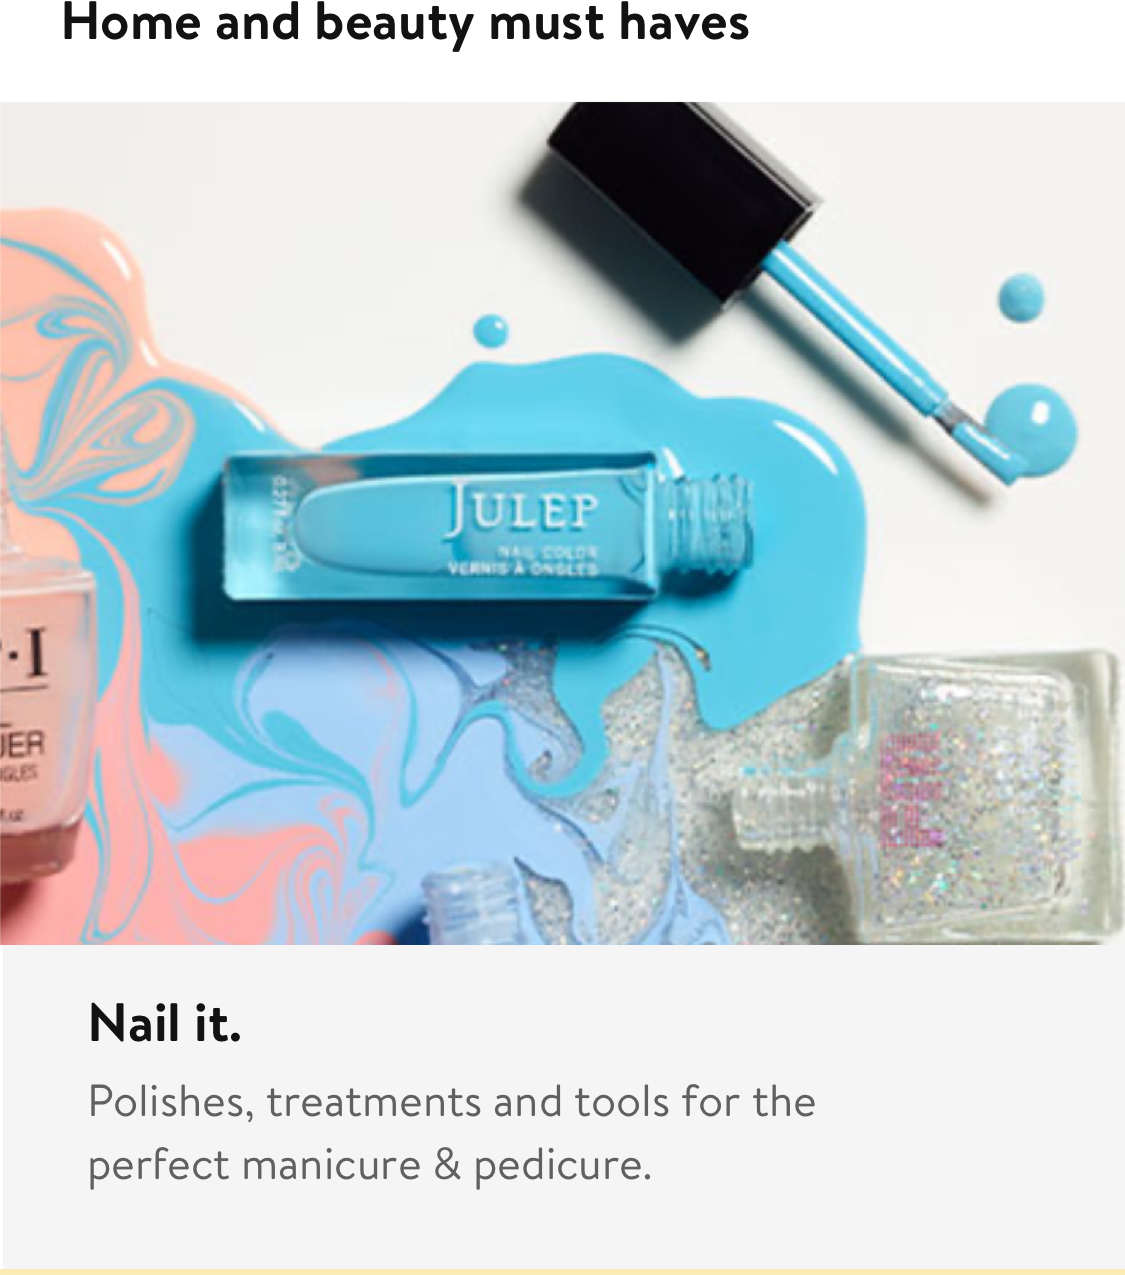 Home and beauty must haves
JULEP
NAIL COLOR
VERNIS À ONGLES
·I
Nail it.
Polishes, treatments and tools for the
perfect manicure & pedicure.